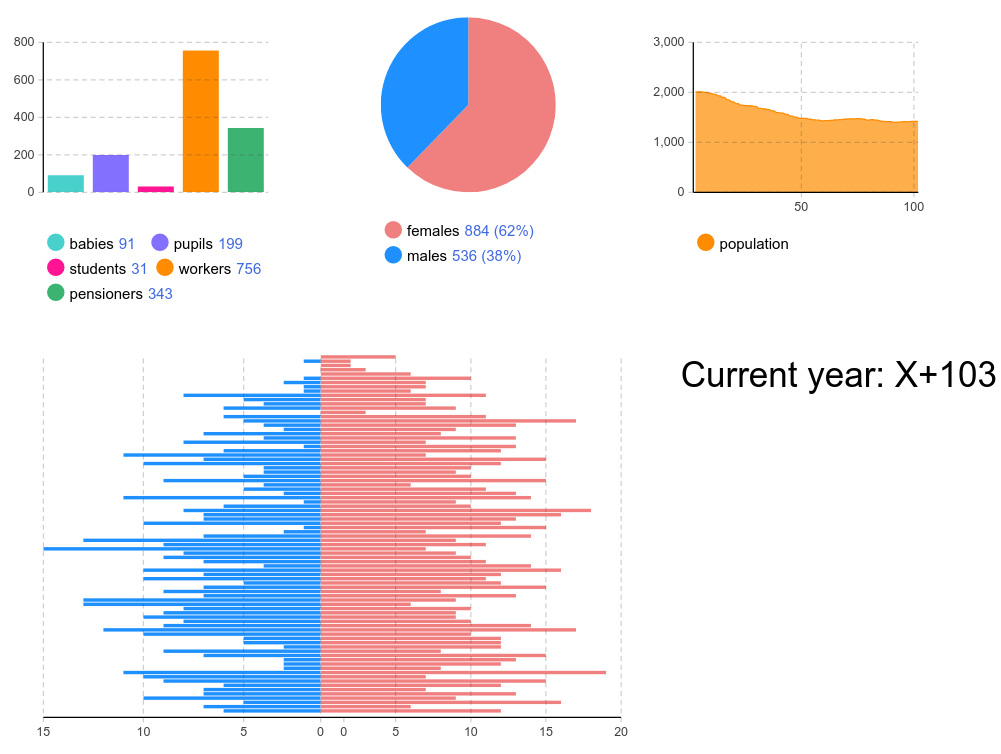 800
600
400
200
0
babies 91 pupils 199
students 31 workers 756
pensioners 343
females 884 (62%)
males 536 (38%)
3,000
2,000
1,000
0
50 100
population
Current year: X+103
15 10 5 0 0 5 10 15 20